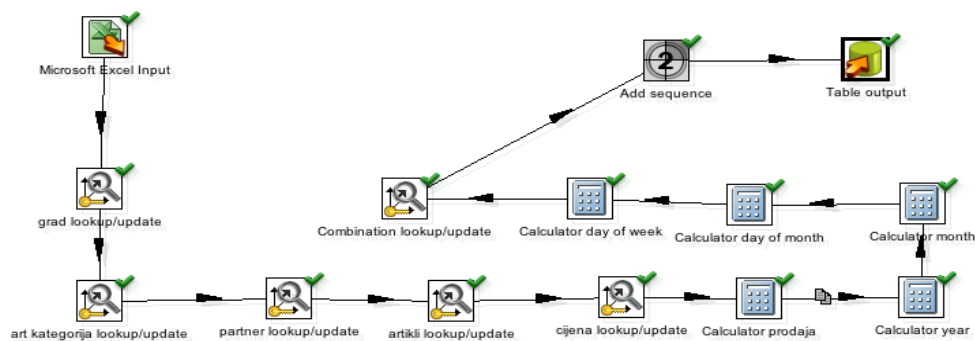 Microsoft Excel Input
2
Add sequence
Table output
grad lookup/update
Combination lookup/update
Calculator day of week
Calculator day of month
Calculator month
art kategorija lookup/update
partner lookup/update
artikli lookup/update
cijena lookup/update
Calculator prodaja
Calculator year